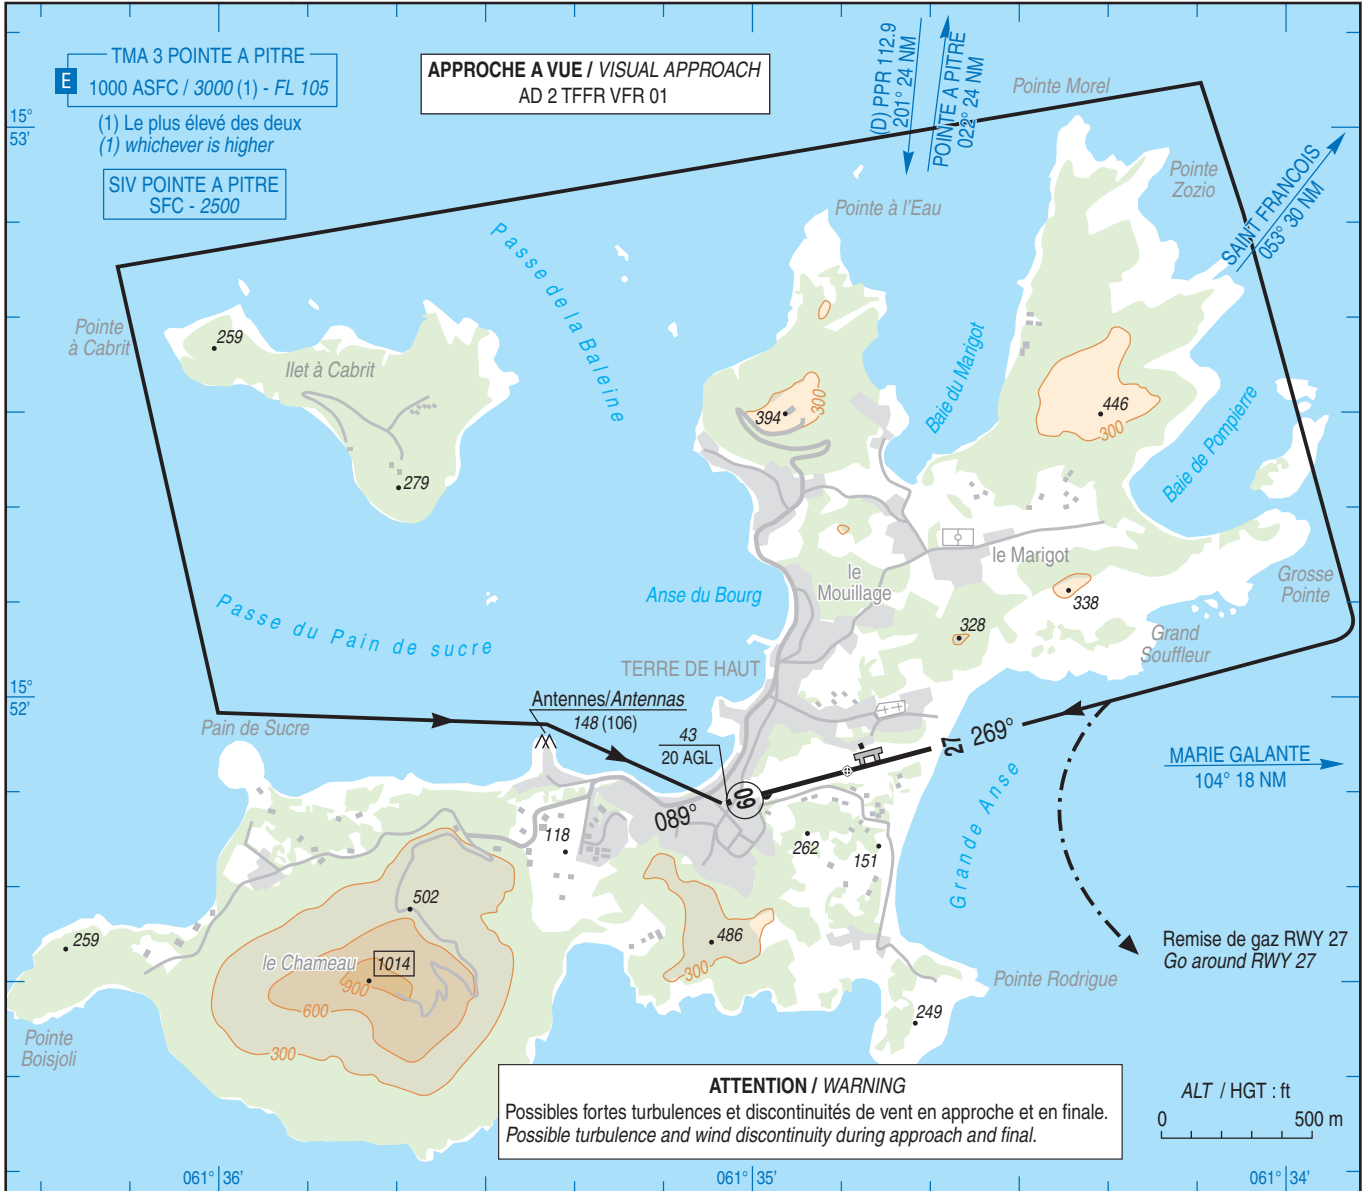 TMA 3 POINTE A PITRE
E
1000 ASFC / 3000 (1) - FL 105
(1) Le plus élevé des deux
(1) whichever is higher
SIV POINTE A PITRE
SFC - 2500
APPROCHE A VUE / VISUAL APPROACH
AD 2 TFFR VFR 01
(D) PPR 112.9
201° 24 NM
POINTE A PITRE
022° 24 NM
SAINT FRANCOIS
053° 30 NM
15°
53'
Pointe Morel
Pointe
Zozio
Pointe à l'Eau
Passe de la Baleine
Pointe
à Cabrit
259
Ilet à Cabrit
279
394
300
Baie du Marigot
446
300
Baie de Pompierre
le Marigot
le
Mouillage
Anse du Bourg
338
328
Grosse
Pointe
Grand
Souffleur
Passe du Pain de sucre
TERRE DE HAUT
15°
52'
Pain de Sucre
Antennes/Antennas
148 (106)
43
20 AGL
27
269°
MARIE GALANTE
104° 18 NM
09
089°
118
262
151
Grande Anse
502
486
300
259
le Chameau
1014
900
600
300
Remise de gaz RWY 27
Go around RWY 27
Pointe Rodrigue
249
Pointe
Boisjoli
ATTENTION / WARNING
Possibles fortes turbulences et discontinuités de vent en approche et en finale.
Possible turbulence and wind discontinuity during approach and final.
ALT / HGT : ft
0 500 m
061° 36'
061° 35'
061° 34'